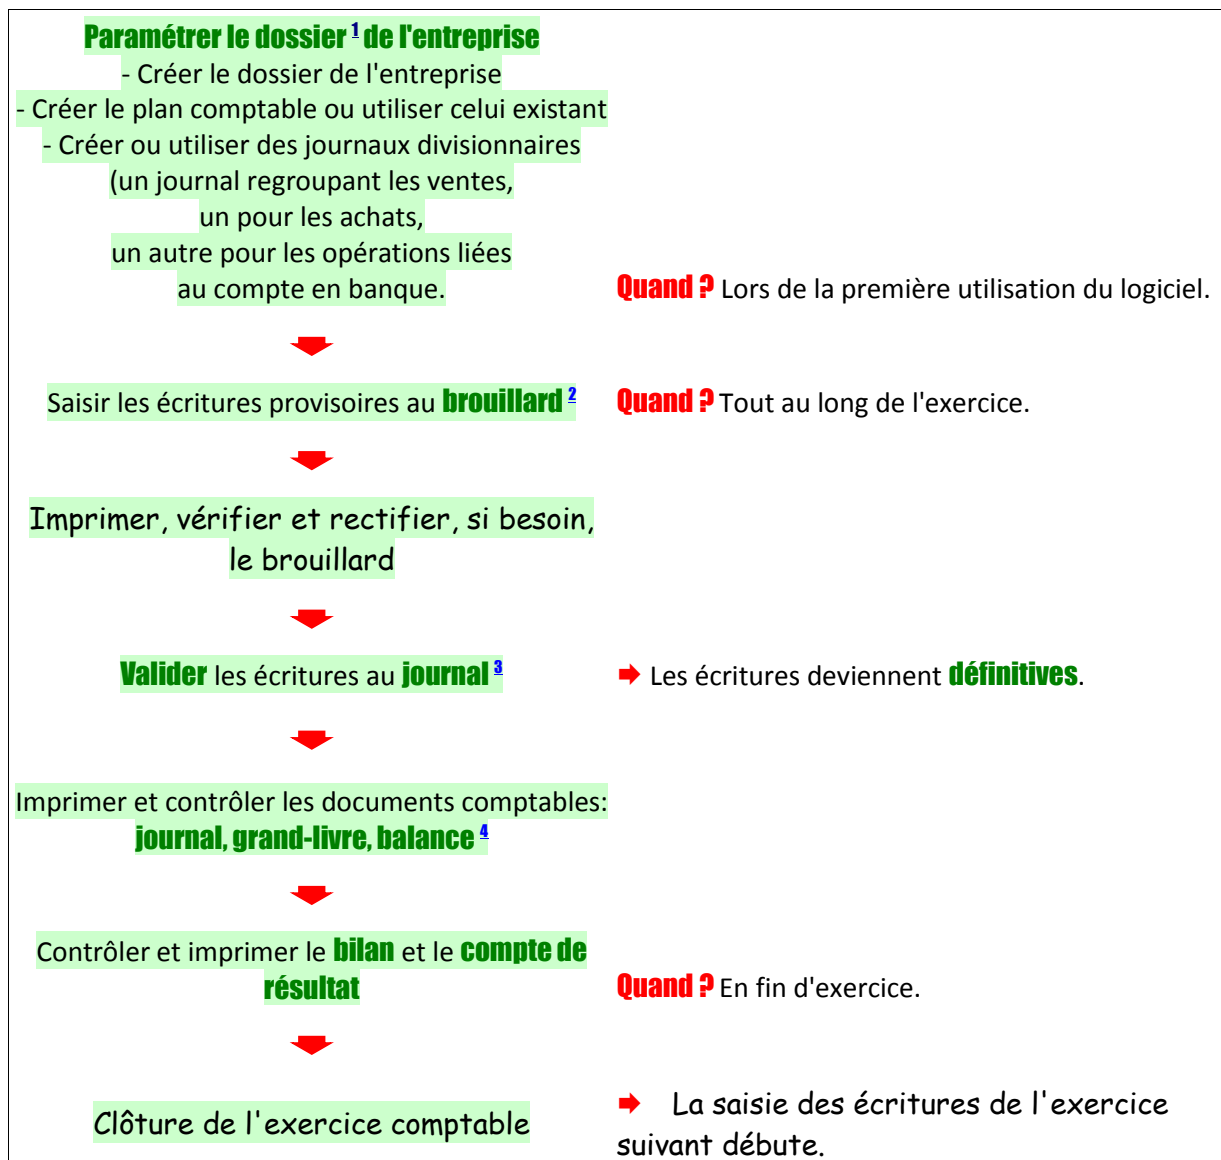 Paramétrer le dossier 1 de l'entreprise
- Créer le dossier de l'entreprise
- Créer le plan comptable ou utiliser celui existant
- Créer ou utiliser des journaux divisionnaires
(un journal regroupant les ventes,
un pour les achats,
un autre pour les opérations liées
au compte en banque.
Quand ? Lors de la première utilisation du logiciel.
Saisir les écritures provisoires au brouillard 2
Quand ? Tout au long de l'exercice.
Imprimer, vérifier et rectifier, si besoin,
le brouillard
Valider les écritures au journal 3
Les écritures deviennent définitives.
Imprimer et contrôler les documents comptables:
journal, grand-livre, balance 4
Contrôler et imprimer le bilan et le compte de
résultat
Quand ? En fin d'exercice.
Clôture de l'exercice comptable
La saisie des écritures de l'exercice
suivant débute.